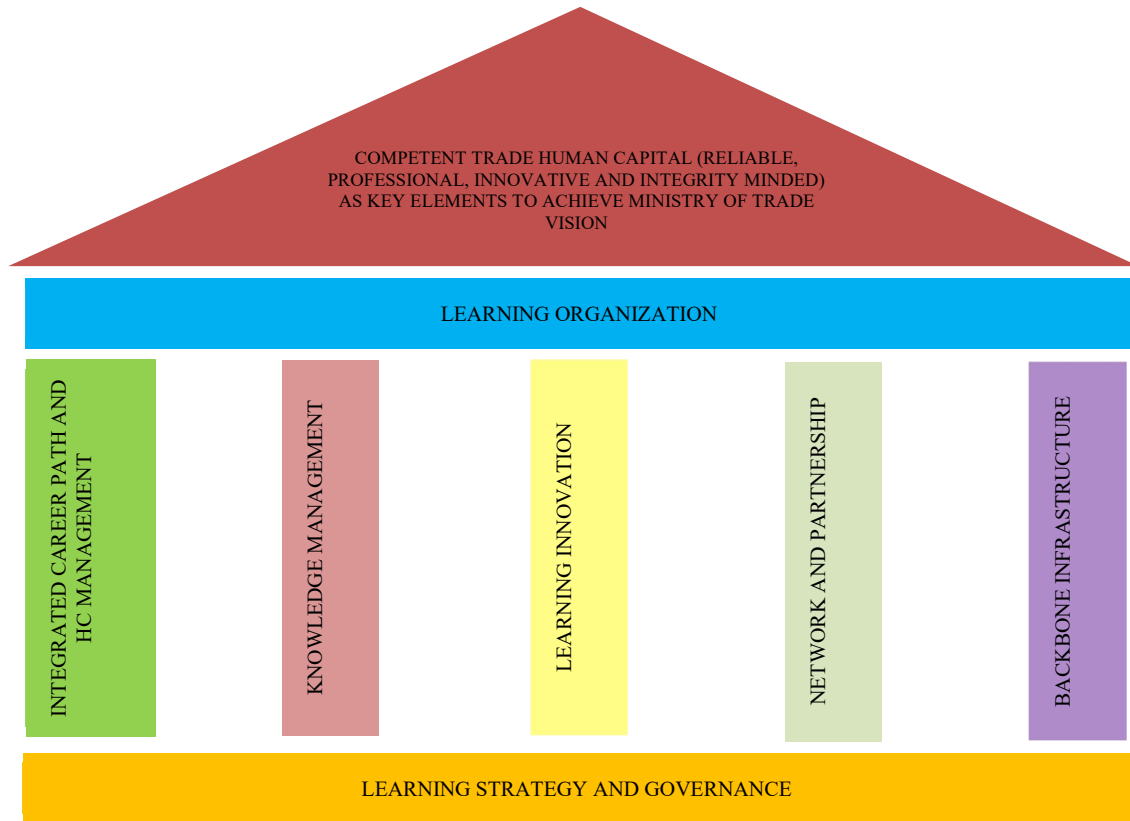 COMPETENT TRADE HUMAN CAPITAL (RELIABLE,
PROFESSIONAL, INNOVATIVE AND INTEGRITY MINDED)
AS KEY ELEMENTS TO ACHIEVE MINISTRY OF TRADE
VISION
LEARNING ORGANIZATION
INTEGRATED CAREER PATH AND
HC MANAGEMENT
KNOWLEDGE MANAGEMENT
LEARNING INNOVATION
NETWORK AND PARTNERSHIP
BACKBONE INFRASTRUCTURE
LEARNING STRATEGY AND GOVERNANCE